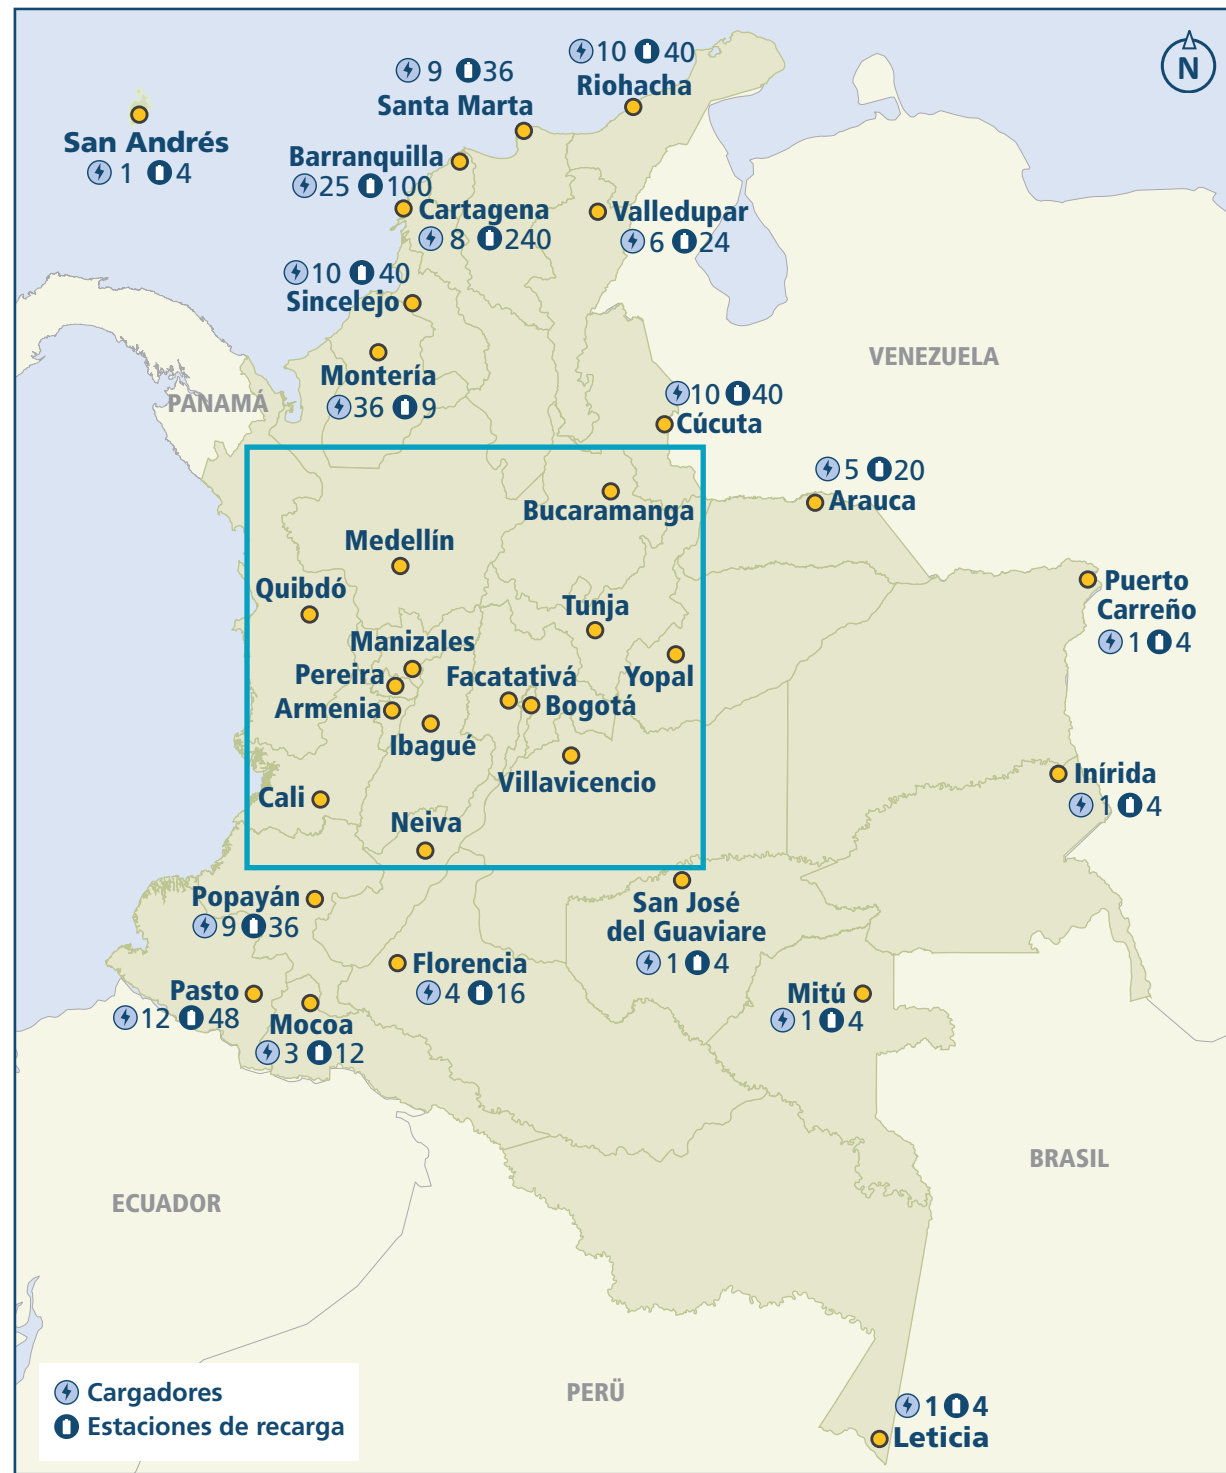 10 40
Riohacha
N
9 36
Santa Marta
San Andrés
1 4
Barranquilla
25 100
Cartagena
8 240
Valledupar
6 24
10 40
Sincelejo
VENEZUELA
Montería
36 9
PANAMÁ
10 40
Cúcuta
5 20
Arauca
Bucaramanga
Medellín
Quibdó
Tunja
Puerto
Carreño
1 4
Manizales
Pereira
Facatativá
Yopal
Armenia
Bogotá
Ibagué
Villavicencio
Inírida
1 4
Cali
Neiva
Popayán
9 36
San José
del Guaviare
1 4
Florencia
4 16
Pasto
12 48
Mitú
1 4
Mocoa
3 12
BRASIL
ECUADOR
PERÜ
Cargadores
Estaciones de recarga
1 4
Leticia